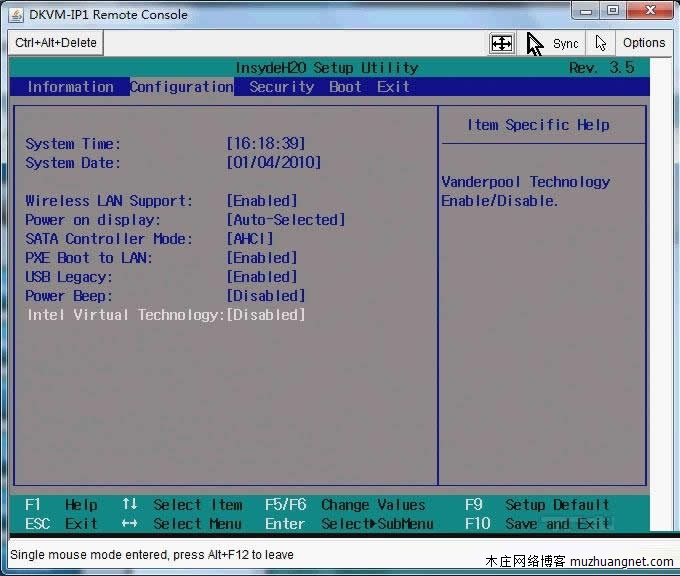 DKVM-IP1 Remote Console
Ctrl+Alt+Delete Sync Options
InsydeH2O Setup Utility Rev. 3.5
Information Configuration Security Boot Exit
Item Specific Help
System Time: [16:18:39]
System Date: [01/04/2010]
Vanderpool Technology
Enable/Disable.
Wireless LAN Support: [Enabled]
Power on display: [Auto-Selected]
SATA Controller Mode: [AHCI]
PXE Boot to LAN: [Enabled]
USB Legacy: [Enabled]
Power Beep: [Disabled]
Intel Virtual Technology:[Disabled]
F1 Help ↑↓ Select Item F5/F6 Change Values F9 Setup Default
ESC Exit ↔ Select Menu Enter Select▶SubMenu F10 Save and Exit
Single mouse mode entered, press Alt+F12 to leave
木庄网络博客 muzhuangnet.com